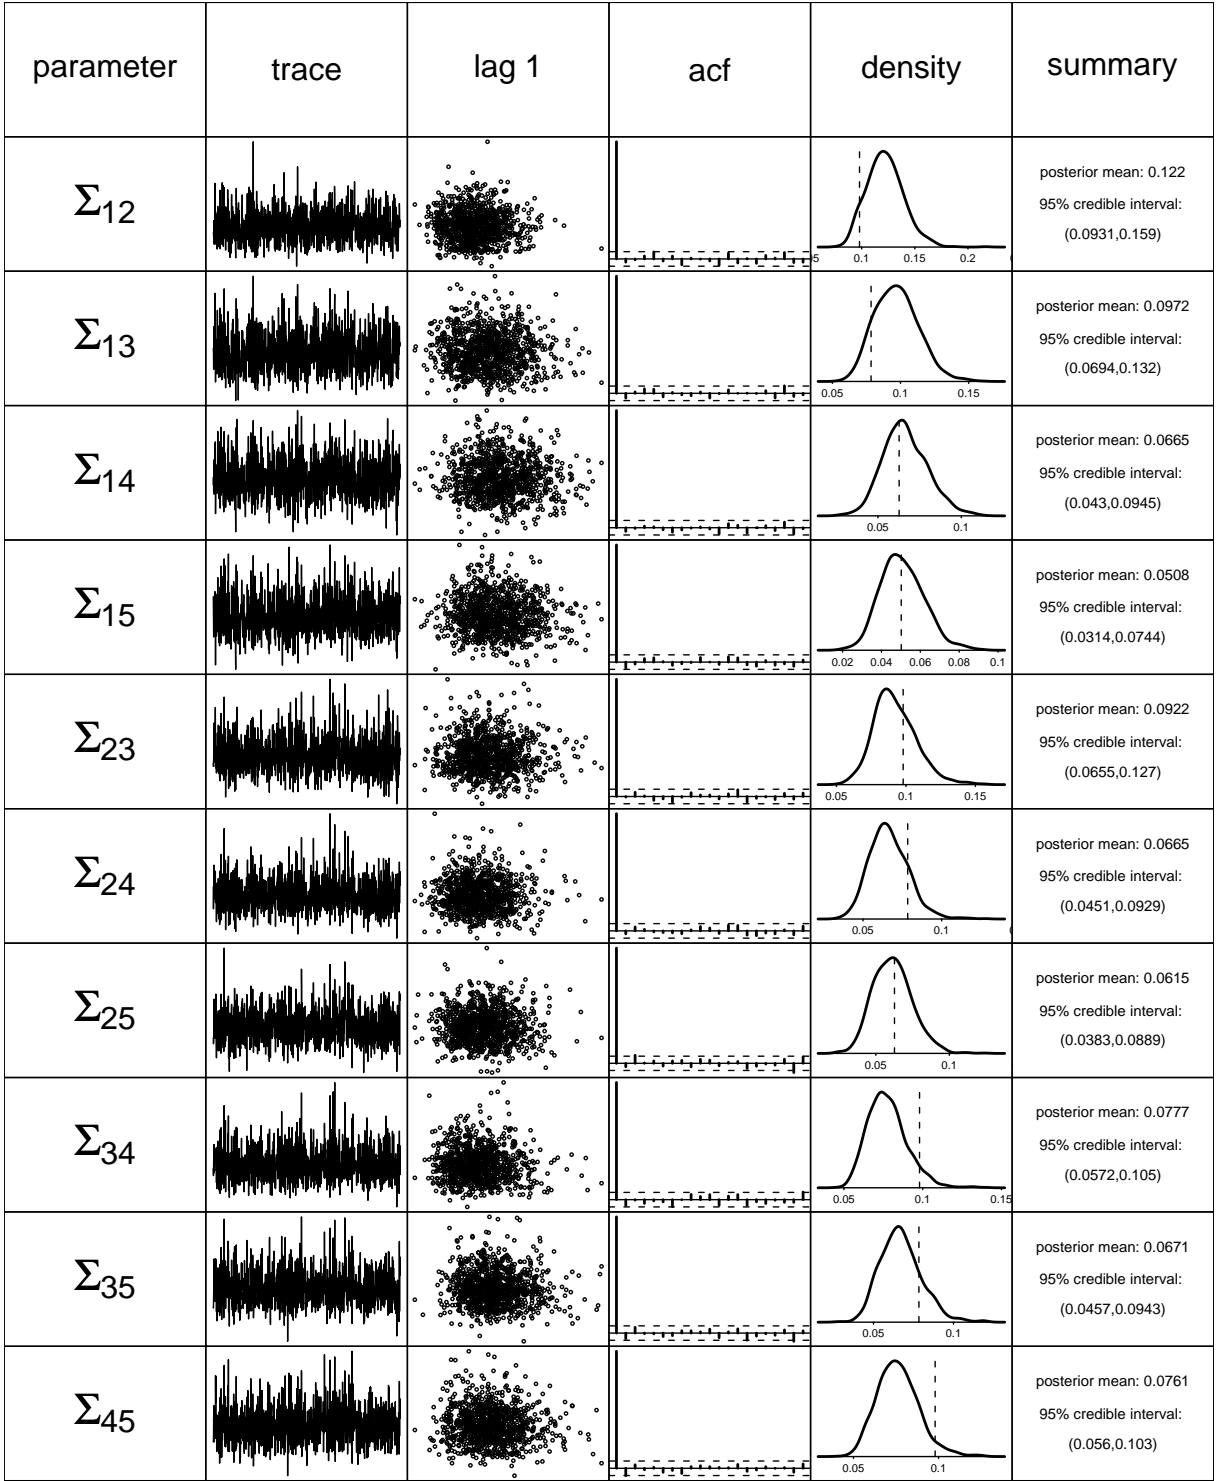 parameter trace lag 1 acf density summary
Σ12
5 0.1 0.15 0.2
posterior mean: 0.122
95% credible interval:
(0.0931,0.159)
Σ13
0.05 0.1 0.15
posterior mean: 0.0972
95% credible interval:
(0.0694,0.132)
Σ14
0.05 0.1
posterior mean: 0.0665
95% credible interval:
(0.043,0.0945)
Σ15
0.02 0.04 0.06 0.08 0.1
posterior mean: 0.0508
95% credible interval:
(0.0314,0.0744)
Σ23
0.05 0.1 0.15
posterior mean: 0.0922
95% credible interval:
(0.0655,0.127)
Σ24
0.05 0.1
posterior mean: 0.0665
95% credible interval:
(0.0451,0.0929)
Σ25
0.05 0.1
posterior mean: 0.0615
95% credible interval:
(0.0383,0.0889)
Σ34
0.05 0.1 0.15
posterior mean: 0.0777
95% credible interval:
(0.0572,0.105)
Σ35
0.05 0.1
posterior mean: 0.0671
95% credible interval:
(0.0457,0.0943)
Σ45
0.05 0.1
posterior mean: 0.0761
95% credible interval:
(0.056,0.103)